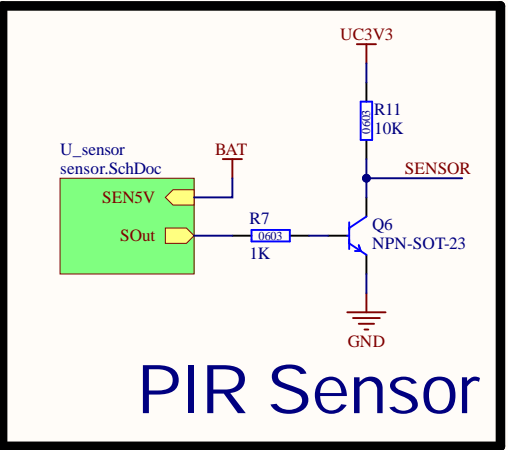 UC3V3
R11
0603
10K
U_sensor
sensor.SchDoc
BAT
SENSOR
SEN5V
R7
Q6
SOut
0603
NPN-SOT-23
1K
GND
PIR Sensor